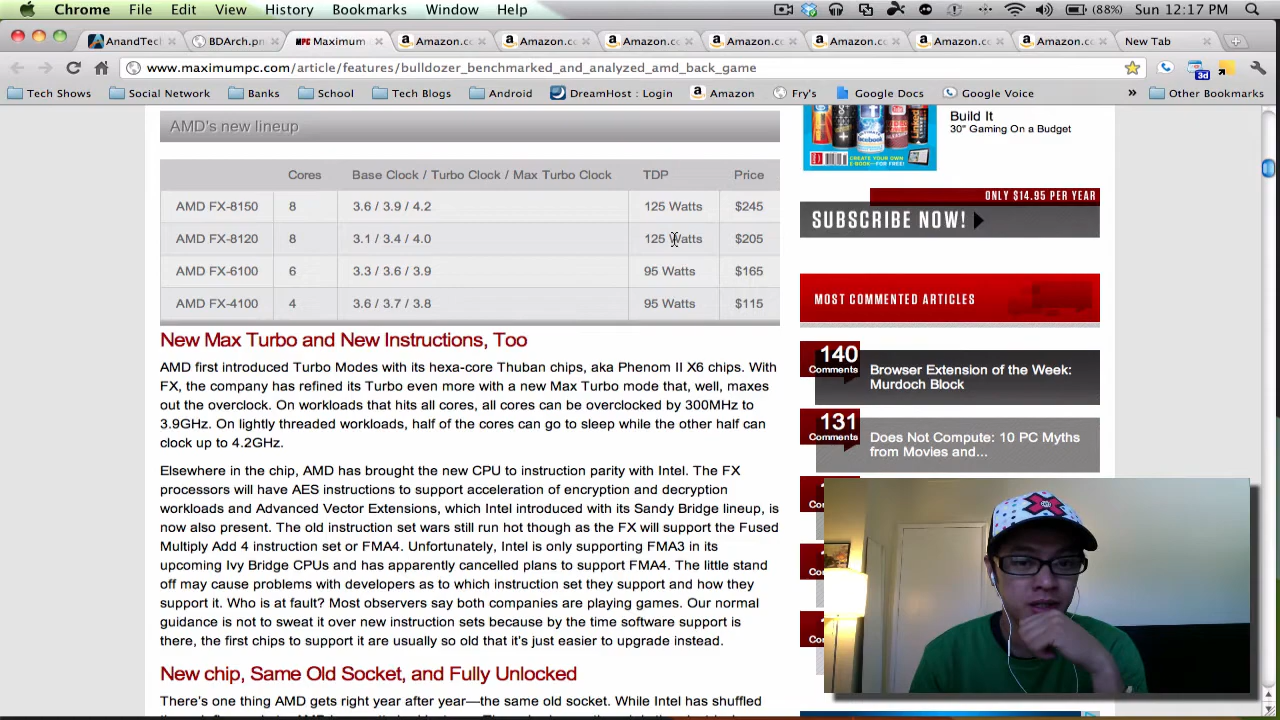 Chrome File Edit View History Bookmarks Window Help (88%) Sun 12:17 PM
AnandTech BDArch.pn MPC Maximum Amazon.c Amazon.c Amazon.c Amazon.c Amazon.c Amazon.c Amazon.c New Tab
www.maximumpc.com/article/features/bulldozer_benchmarked_and_analyzed_amd_back_game
Tech Shows Social Network Banks School Tech Blogs Android DreamHost : Login Amazon Fry's Google Docs Google Voice » Other Bookmarks
3d
AMD's new lineup
Cores Base Clock / Turbo Clock / Max Turbo Clock TDP Price
AMD FX-8150 8 3.6 / 3.9 / 4.2 125 Watts $245
AMD FX-8120 8 3.1 / 3.4 / 4.0 125 Watts $205
AMD FX-6100 6 3.3 / 3.6 / 3.9 95 Watts $165
AMD FX-4100 4 3.6 / 3.7 / 3.8 95 Watts $115
New Max Turbo and New Instructions, Too
AMD first introduced Turbo Modes with its hexa-core Thuban chips, aka Phenom II X6 chips. With
FX, the company has refined its Turbo even more with a new Max Turbo mode that, well, maxes
out the overclock. On workloads that hits all cores, all cores can be overclocked by 300MHz to
3.9GHz. On lightly threaded workloads, half of the cores can go to sleep while the other half can
clock up to 4.2GHz.
Elsewhere in the chip, AMD has brought the new CPU to instruction parity with Intel. The FX
processors will have AES instructions to support acceleration of encryption and decryption
workloads and Advanced Vector Extensions, which Intel introduced with its Sandy Bridge lineup, is
now also present. The old instruction set wars still run hot though as the FX will support the Fused
Multiply Add 4 instruction set or FMA4. Unfortunately, Intel is only supporting FMA3 in its
upcoming Ivy Bridge CPUs and has apparently cancelled plans to support FMA4. The little stand
off may cause problems with developers as to which instruction set they support and how they
support it. Who is at fault? Most observers say both companies are playing games. Our normal
guidance is not to sweat it over new instruction sets because by the time software support is
there, the first chips to support it are usually so old that it's just easier to upgrade instead.
New chip, Same Old Socket, and Fully Unlocked
There's one thing AMD gets right year after year—the same old socket. While Intel has shuffled
Build It
30" Gaming On a Budget
ONLY $14.95 PER YEAR
SUBSCRIBE NOW!
MOST COMMENTED ARTICLES
140
Comments
Browser Extension of the Week:
Murdoch Block
131
Comments
Does Not Compute: 10 PC Myths
from Movies and...